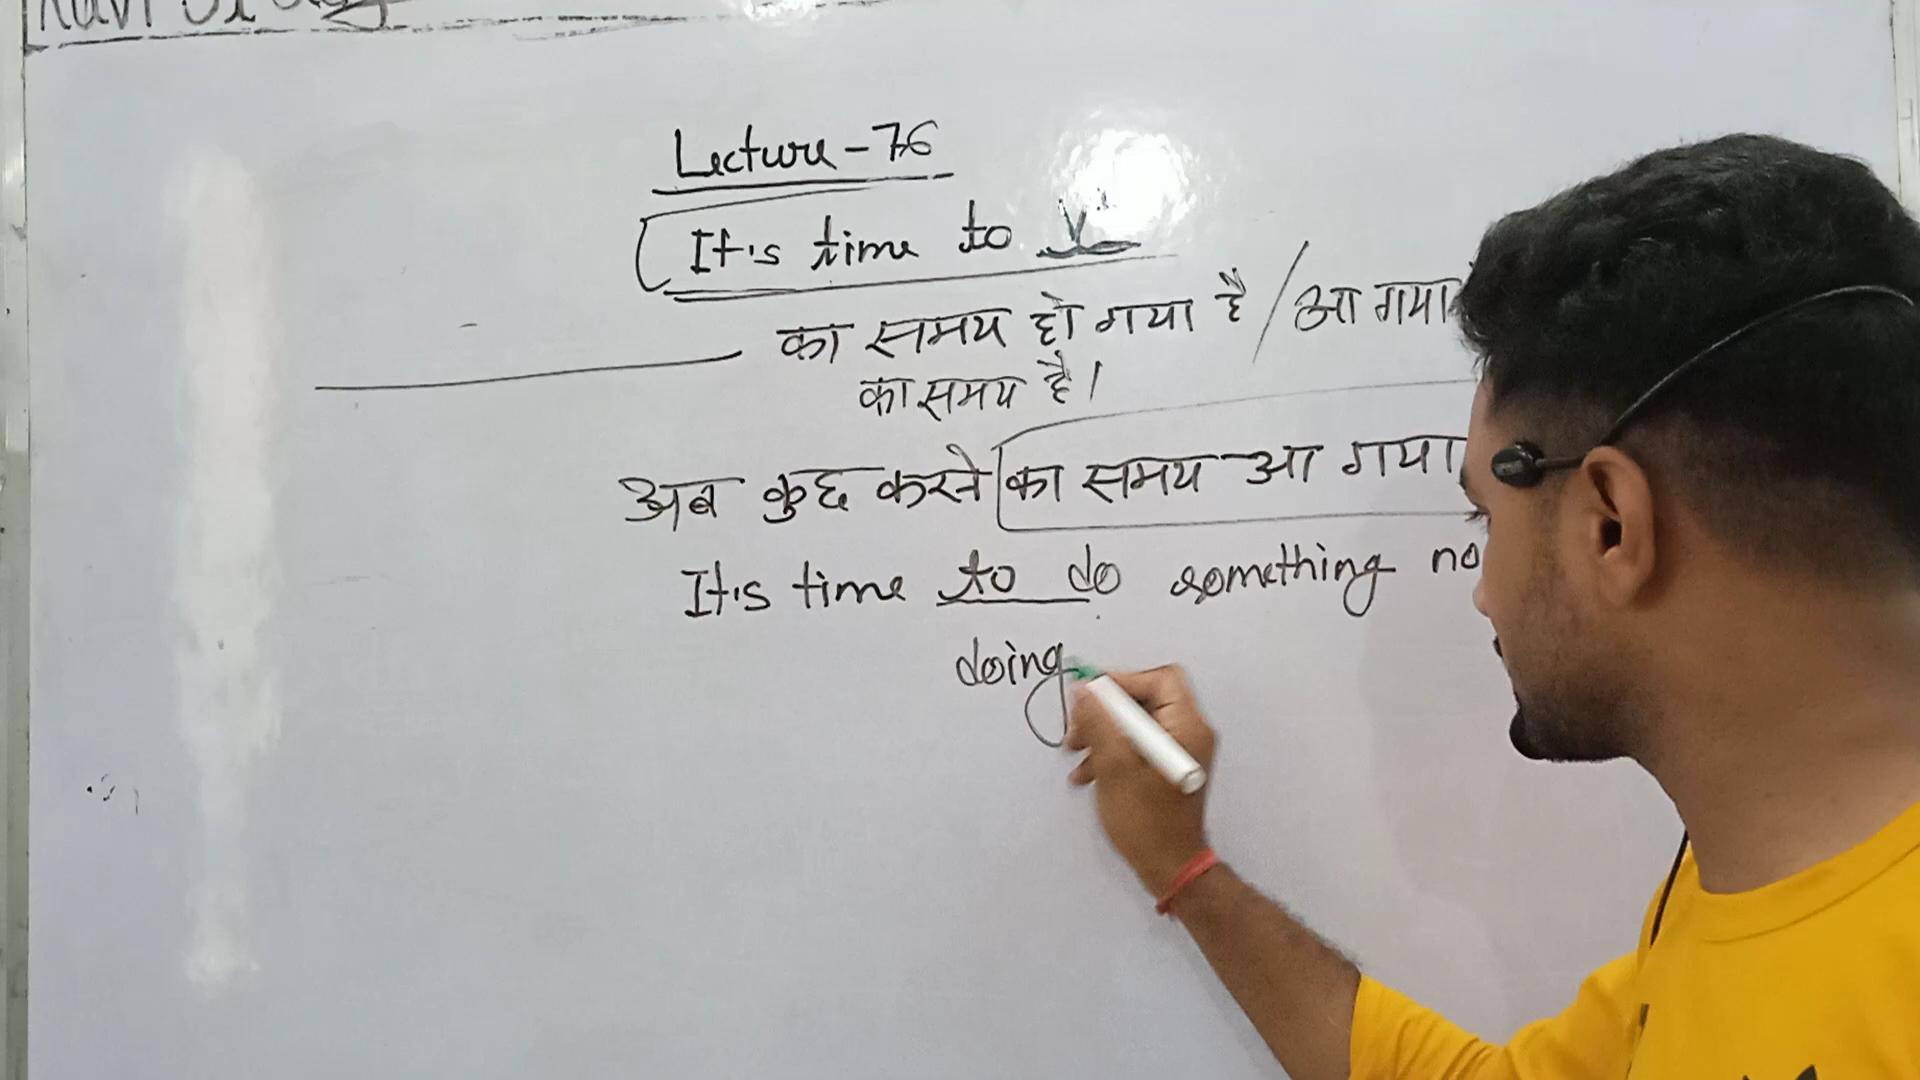 Lecture-76
It's time to V¹
का समय हो गया है / आ गया
का समय है।
अब कुछ करने का समय आ गया
It's time to do something no
doing